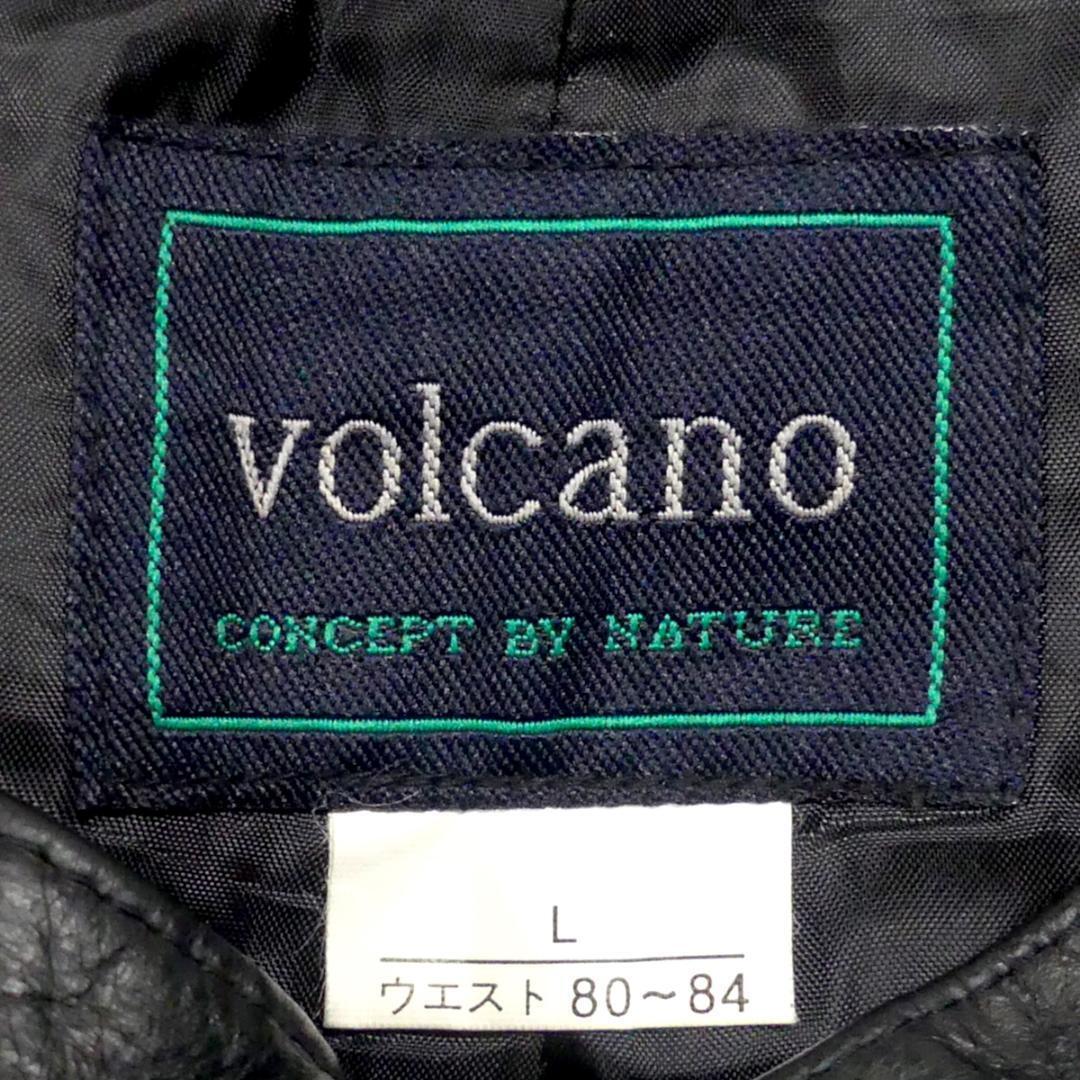 volcano
CONCEPT BY NATURE
L
ウエスト 80～84